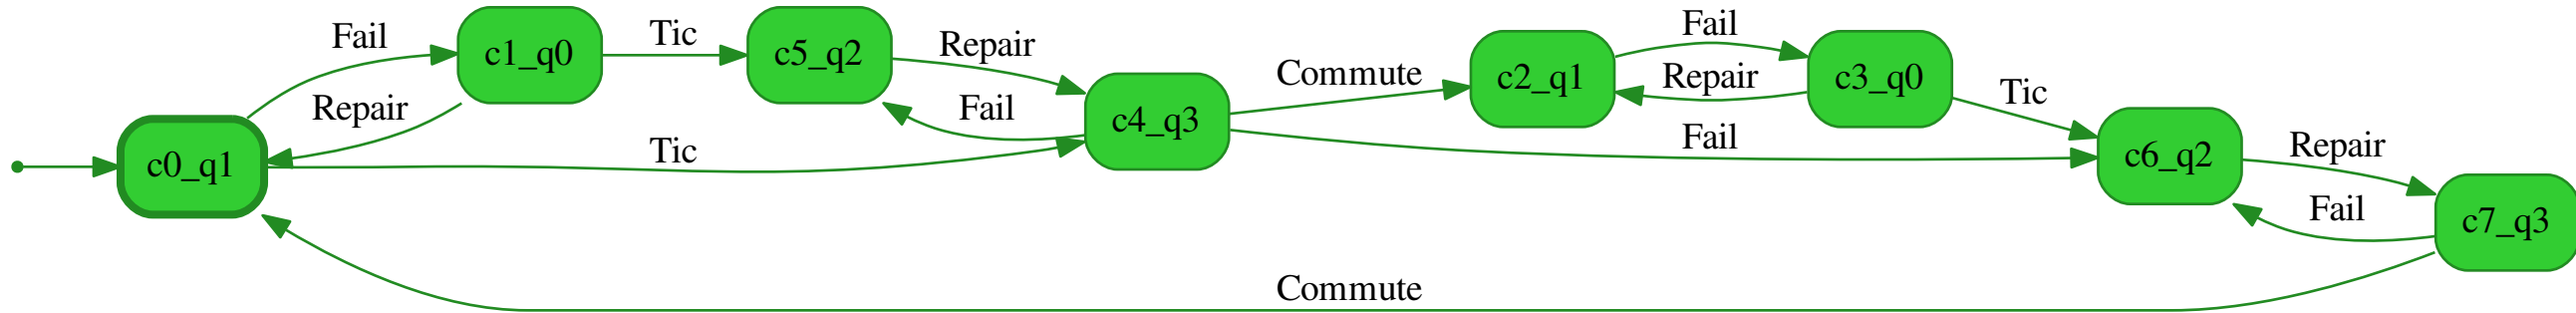 Fail
c1_q0
Tic
c5_q2
Repair
Commute
c2_q1
Fail
Repair
c3_q0
Tic
Repair
c0_q1
Tic
Fail
c4_q3
Fail
c6_q2
Repair
Fail
c7_q3
Commute